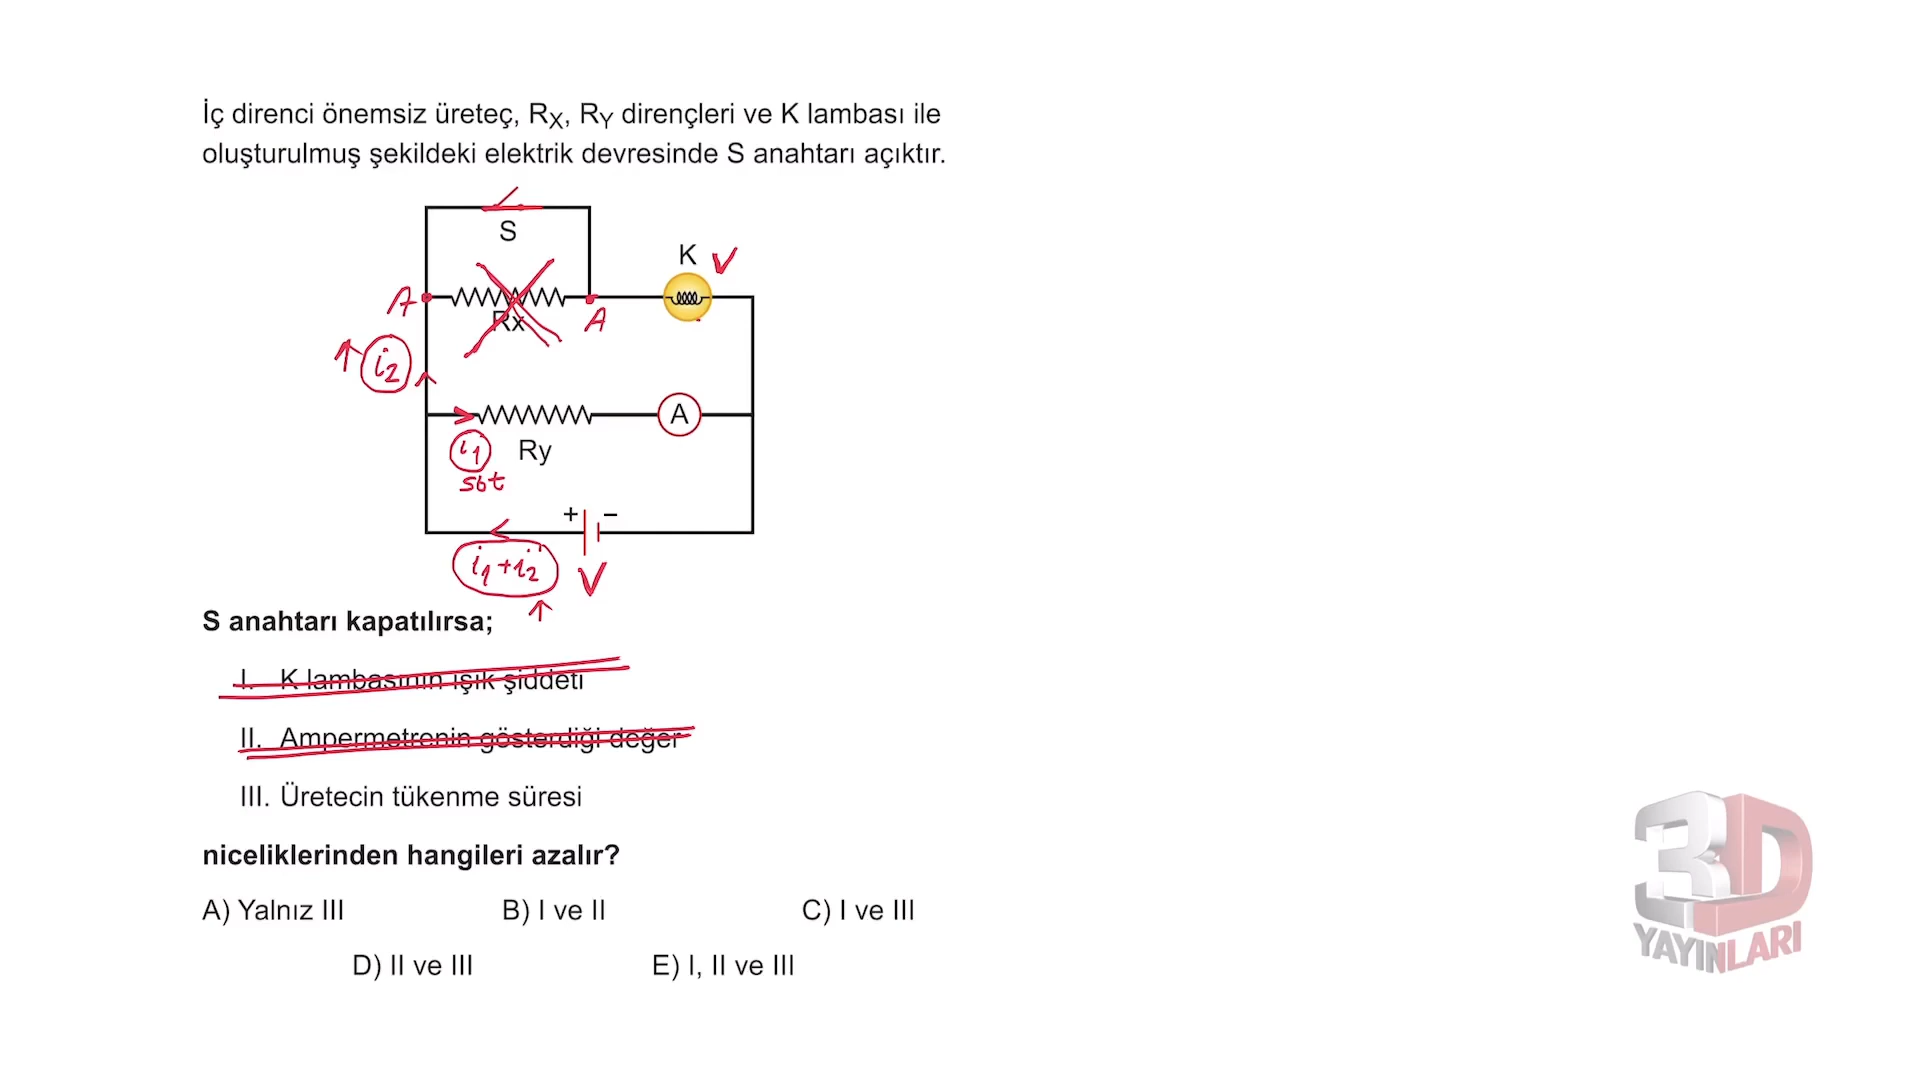 İç direnci önemsiz üreteç, RX, RY dirençleri ve K lambası ile
oluşturulmuş şekildeki elektrik devresinde S anahtarı açıktır.
S
K V
A
Rx
A
i2
A
i1
sbt
Ry
+ −
i1+i2 V
S anahtarı kapatılırsa;
I. K lambasının ışık şiddeti
II. Ampermetrenin gösterdiği değer
III. Üretecin tükenme süresi
niceliklerinden hangileri azalır?
A) Yalnız III B) I ve II C) I ve III
D) II ve III E) I, II ve III
3D
YAYINLARI